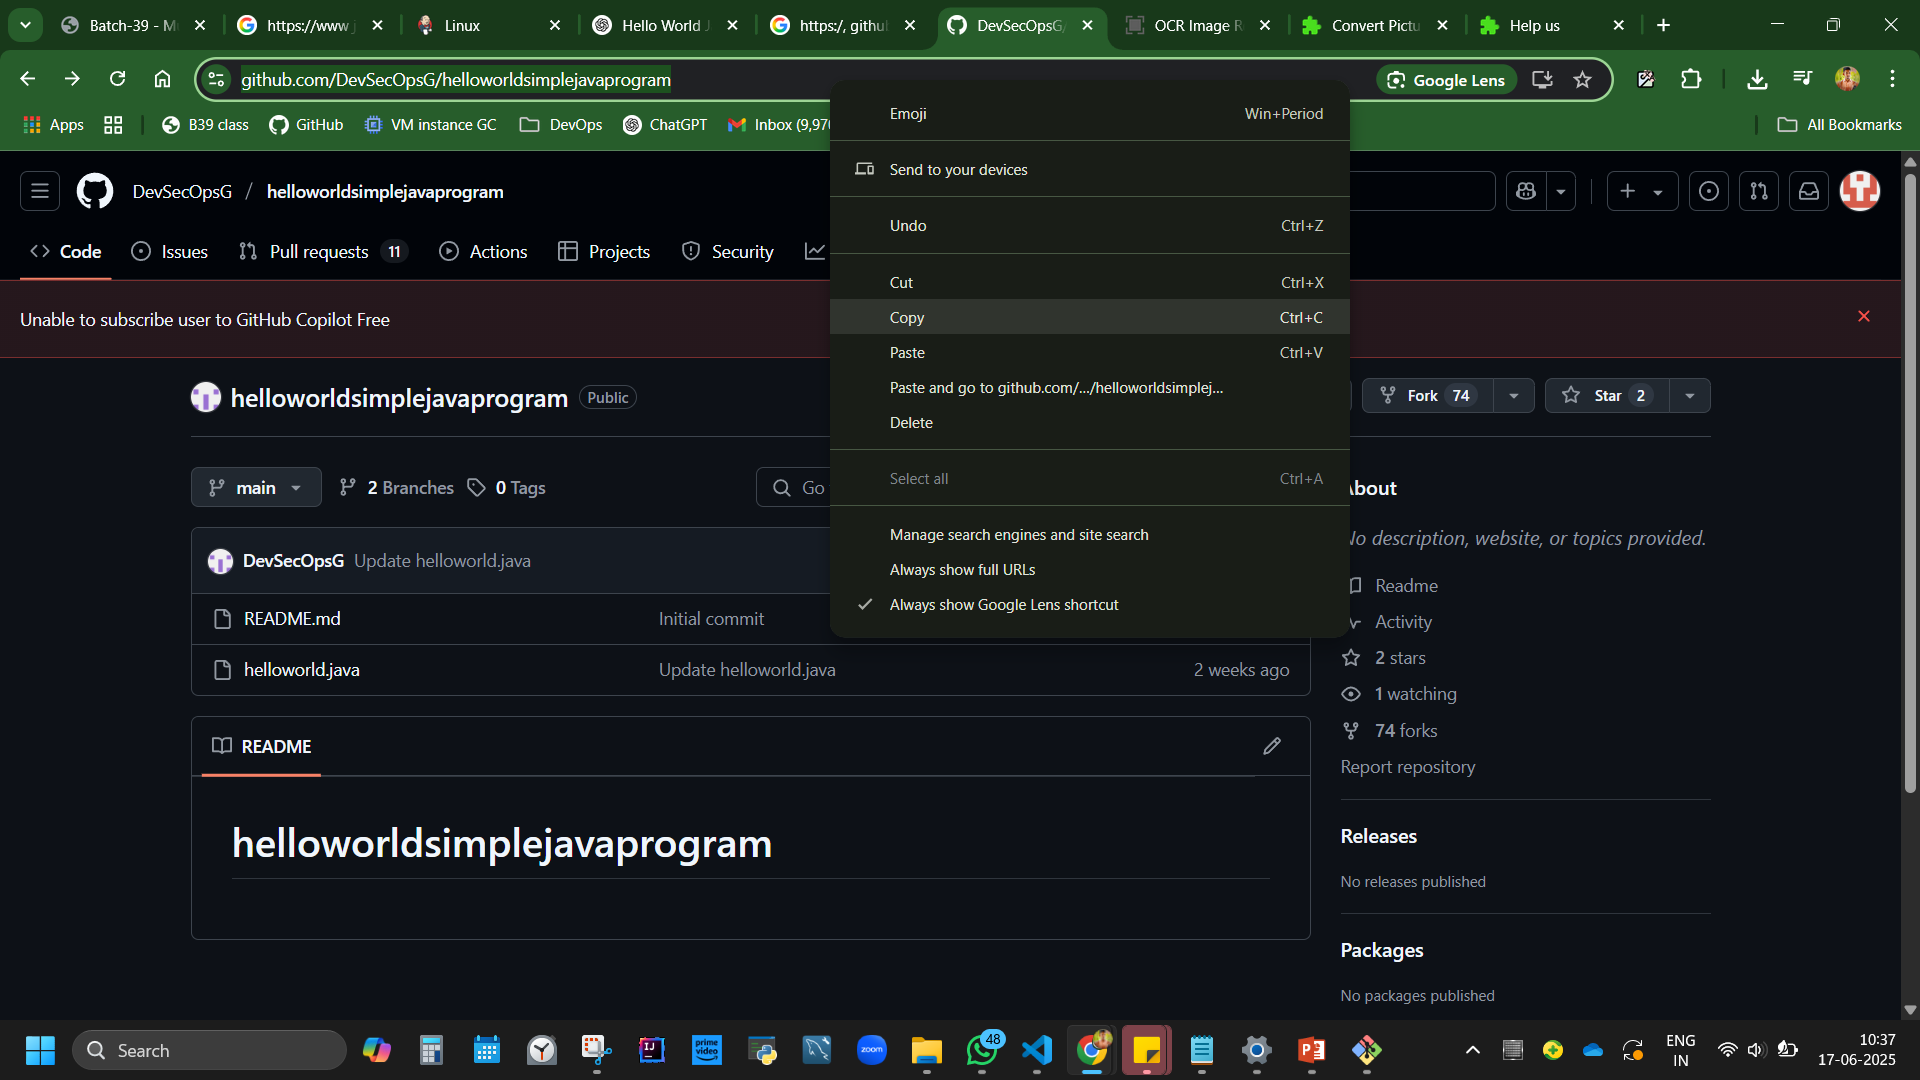 Batch-39 - M
https://www.j
Linux
Hello World J
https:/, githu
DevSecOpsG/
OCR Image R
Convert Pictu
Help us
github.com/DevSecOpsG/helloworldsimplejavaprogram
Google Lens
Apps
B39 class
GitHub
VM instance GC
DevOps
ChatGPT
Inbox (9,97
All Bookmarks
DevSecOpsG / helloworldsimplejavaprogram
Code
Issues
Pull requests 11
Actions
Projects
Security
Unable to subscribe user to GitHub Copilot Free
Emoji Win+Period
Send to your devices
Undo Ctrl+Z
Cut Ctrl+X
Copy Ctrl+C
Paste Ctrl+V
Paste and go to github.com/.../helloworldsimplej...
Delete
Select all Ctrl+A
Manage search engines and site search
Always show full URLs
Always show Google Lens shortcut
helloworldsimplejavaprogram Public
Fork 74
Star 2
main
2 Branches
0 Tags
Go
DevSecOpsG Update helloworld.java
README.md Initial commit
helloworld.java Update helloworld.java 2 weeks ago
README
helloworldsimplejavaprogram
About
No description, website, or topics provided.
Readme
Activity
2 stars
1 watching
74 forks
Report repository
Releases
No releases published
Packages
No packages published
Search
IJ
prime video
zoom
48
ENG
IN
10:37
17-06-2025